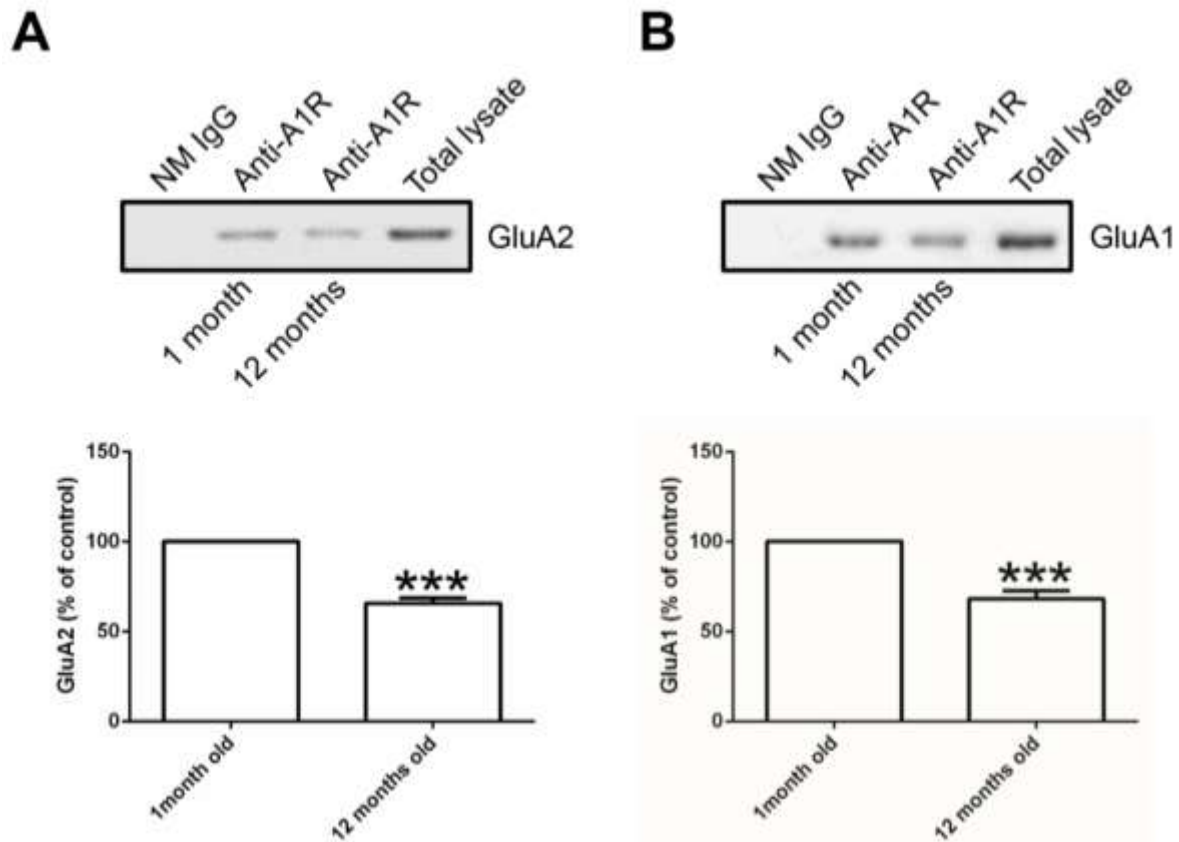 A
NM IgG
Anti-A1R
Anti-A1R
Total lysate
GluA2
1 month
12 months
150
100
50
0
GluA2 (% of control)
***
1month old
12 months old
B
NM IgG
Anti-A1R
Anti-A1R
Total lysate
GluA1
1 month
12 months
150
100
50
0
GluA1 (% of control)
***
1month old
12 months old